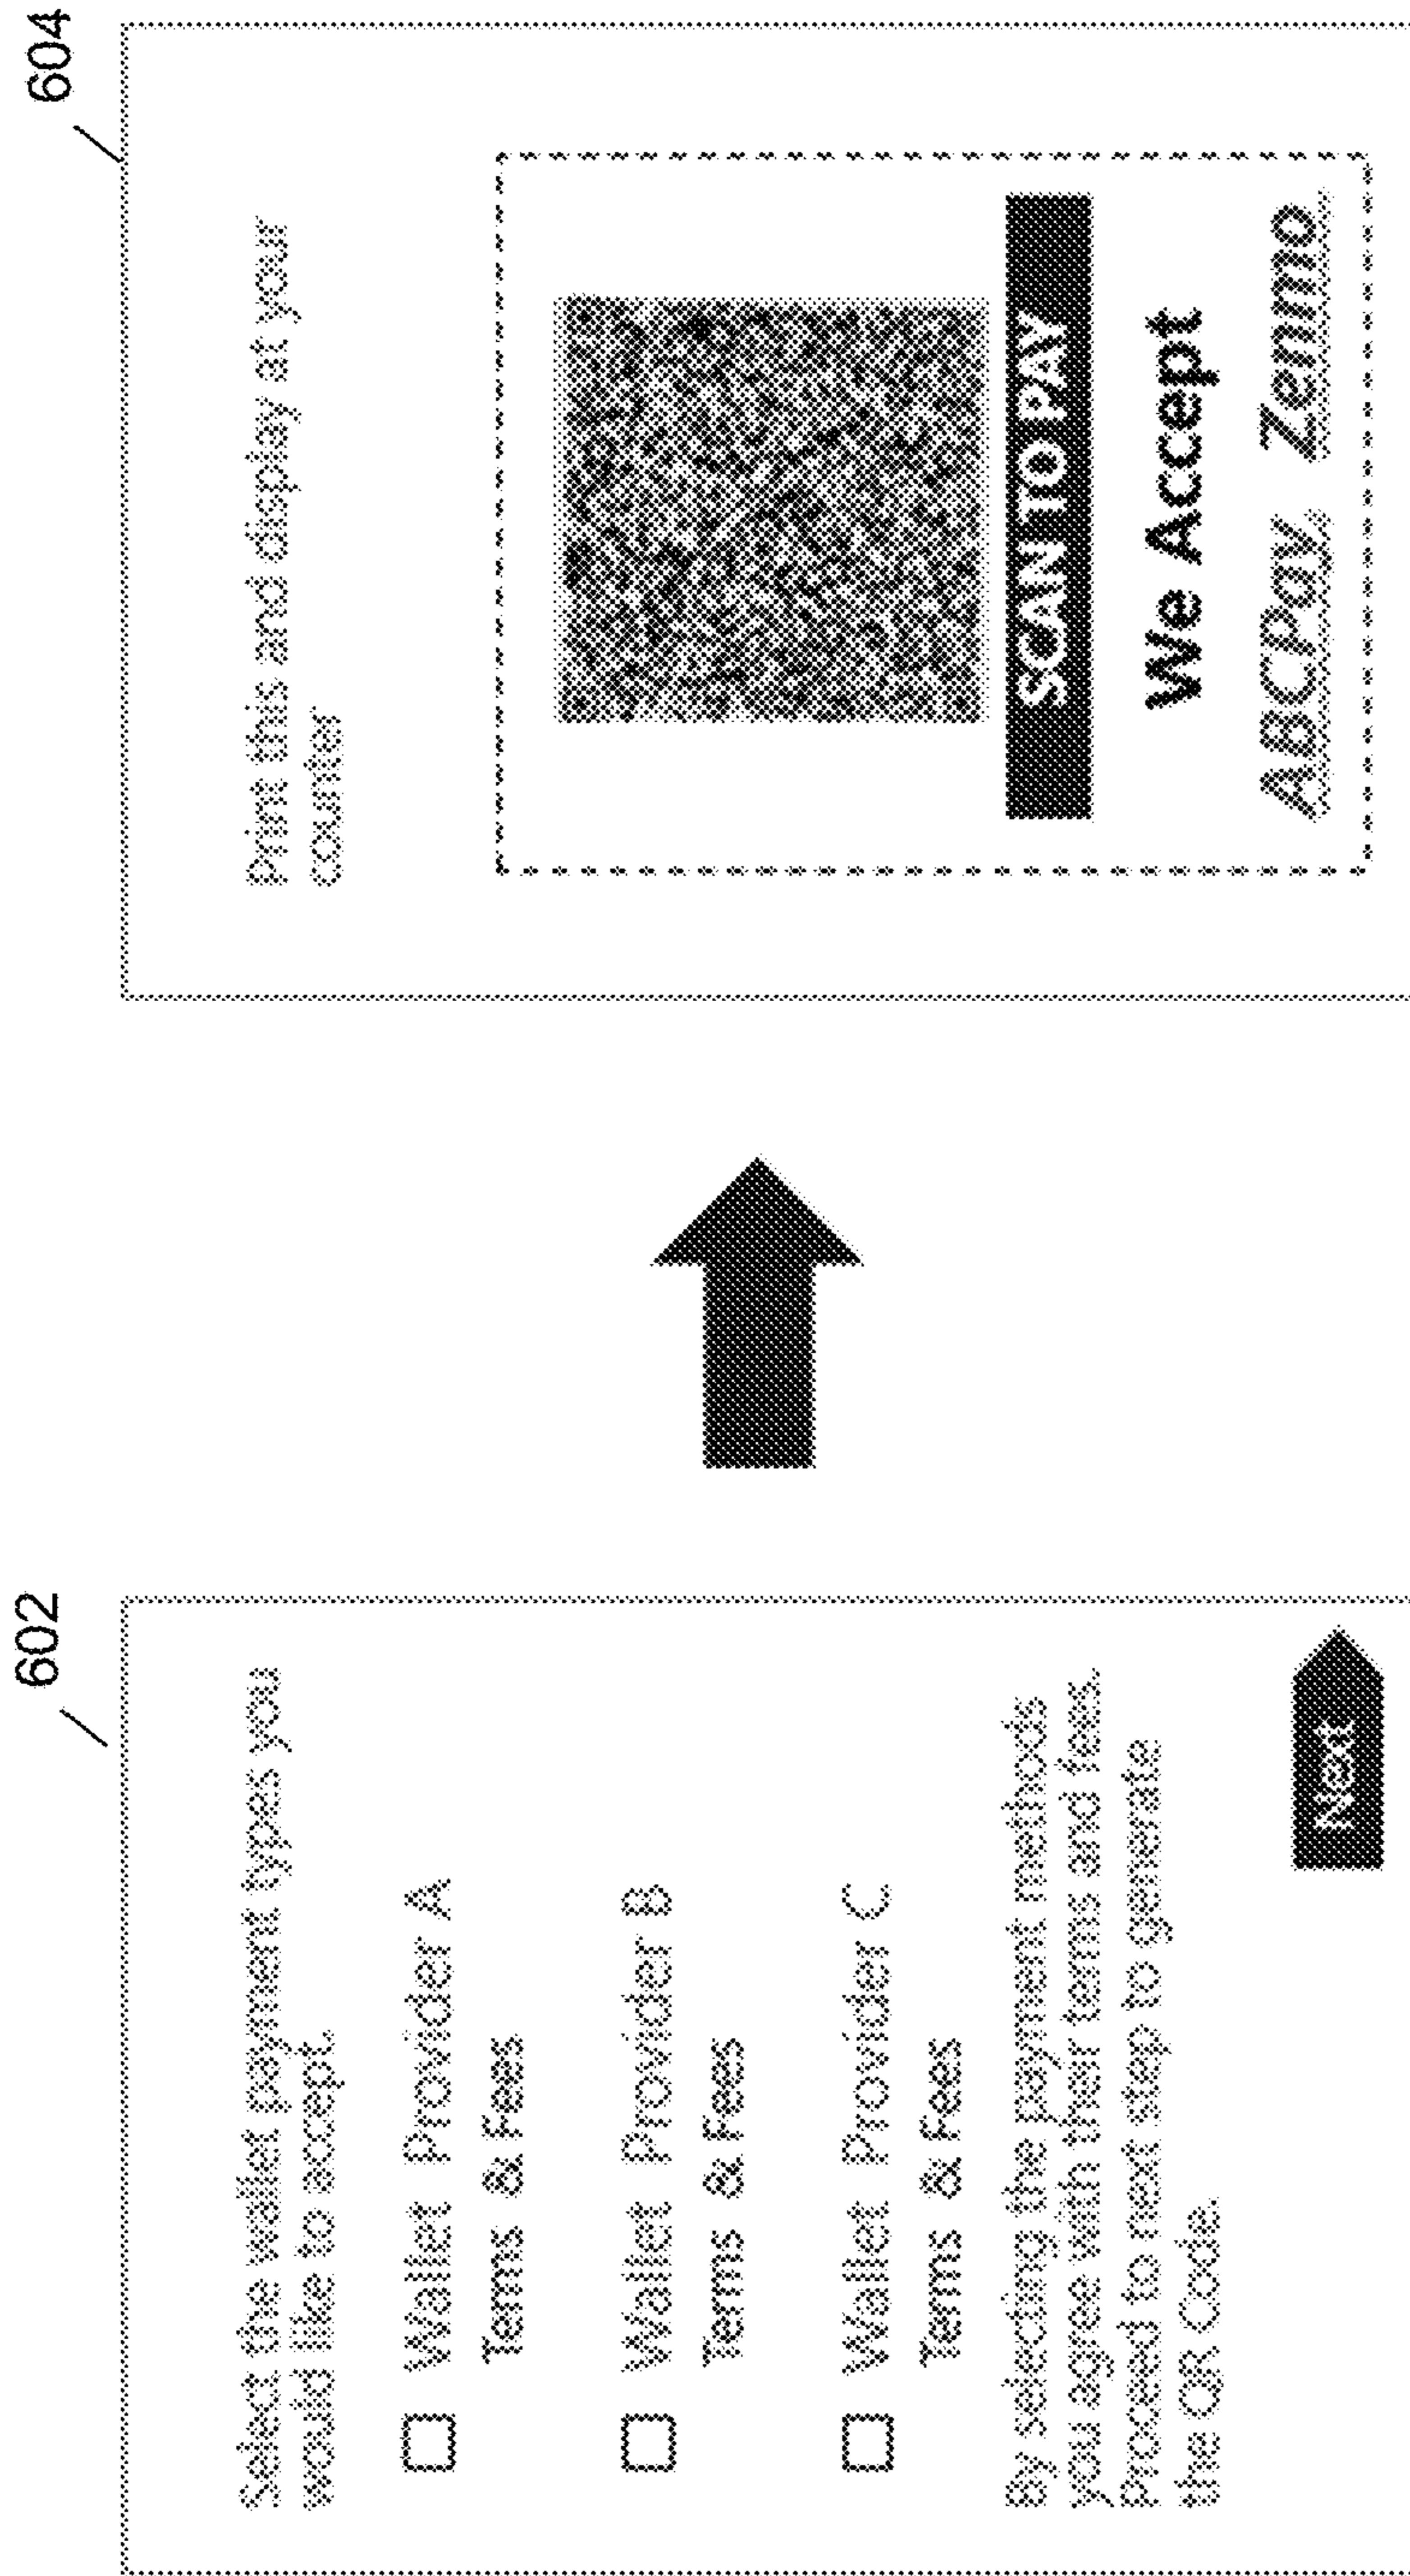 602
Select the wallet payment types you
would like to accept.
Wallet Provider A
Terms & Fees
Wallet Provider B
Terms & Fees
Wallet Provider C
Terms & Fees
By selecting the payment methods
you agree with their terms and fees.
Proceed to next step to generate
the QR Code.
Next
604
Print this and display at your
counter
SCAN TO PAY
We Accept
ABCPay, Zenmo